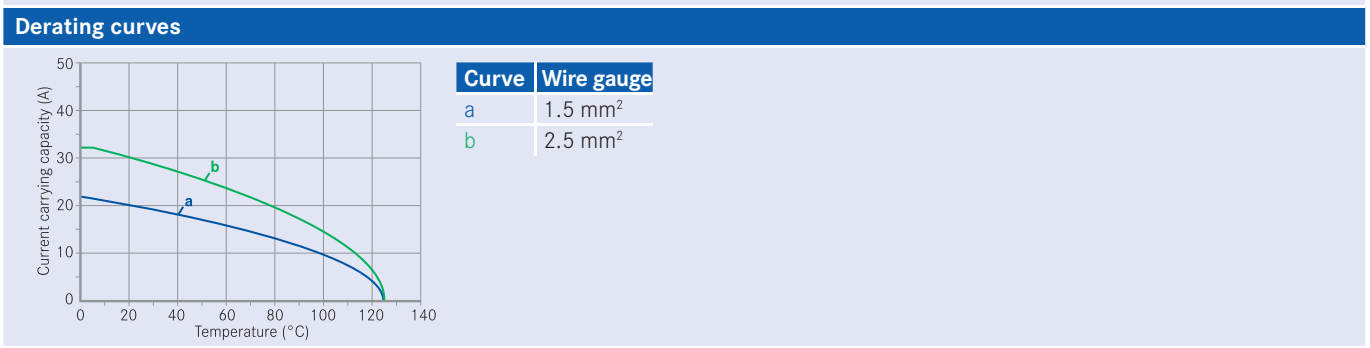 Derating curves
Current carrying capacity (A)
50
40
30
20
10
0
b
a
0 20 40 60 80 100 120 140
Temperature (°C)
Curve Wire gauge
a 1.5 mm²
b 2.5 mm²